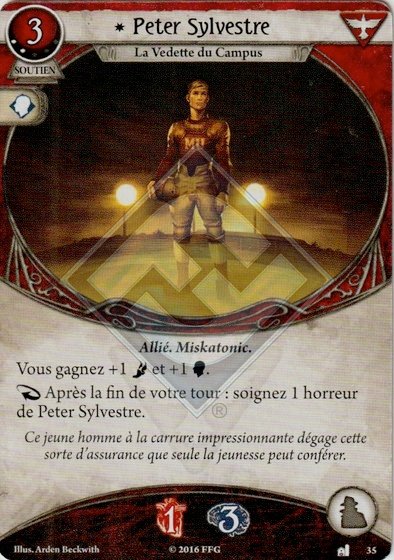 3
Peter Sylvestre
SOUTIEN
La Vedette du Campus
MU
Allié. Miskatonic.
Vous gagnez +1 et +1 .
Après la fin de votre tour : soignez 1 horreur
de Peter Sylvestre.
®
Ce jeune homme à la carrure impressionnante dégage cette
sorte d'assurance que seule la jeunesse peut conférer.
1 3
Illus. Arden Beckwith © 2016 FFG 35